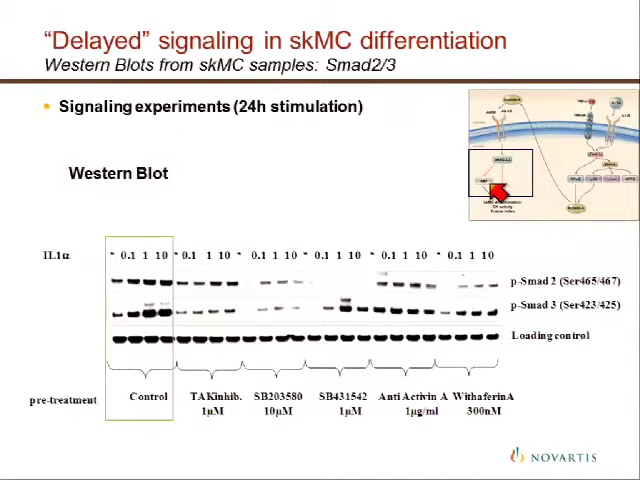 “Delayed” signaling in skMC differentiation
Western Blots from skMC samples: Smad2/3
Signaling experiments (24h stimulation)
Western Blot
IL1α * 0.1 1 10 * 0.1 1 10 * 0.1 1 10 * 0.1 1 10 * 0.1 1 10 * 0.1 1 10
p-Smad 2 (Ser465/467)
p-Smad 3 (Ser423/425)
Loading control
pre-treatment Control TAKinhib. SB203580 SB431542 Anti Activin A WithaferinA
1µM 10µM 1µM 1µg/ml 300nM
NOVARTIS